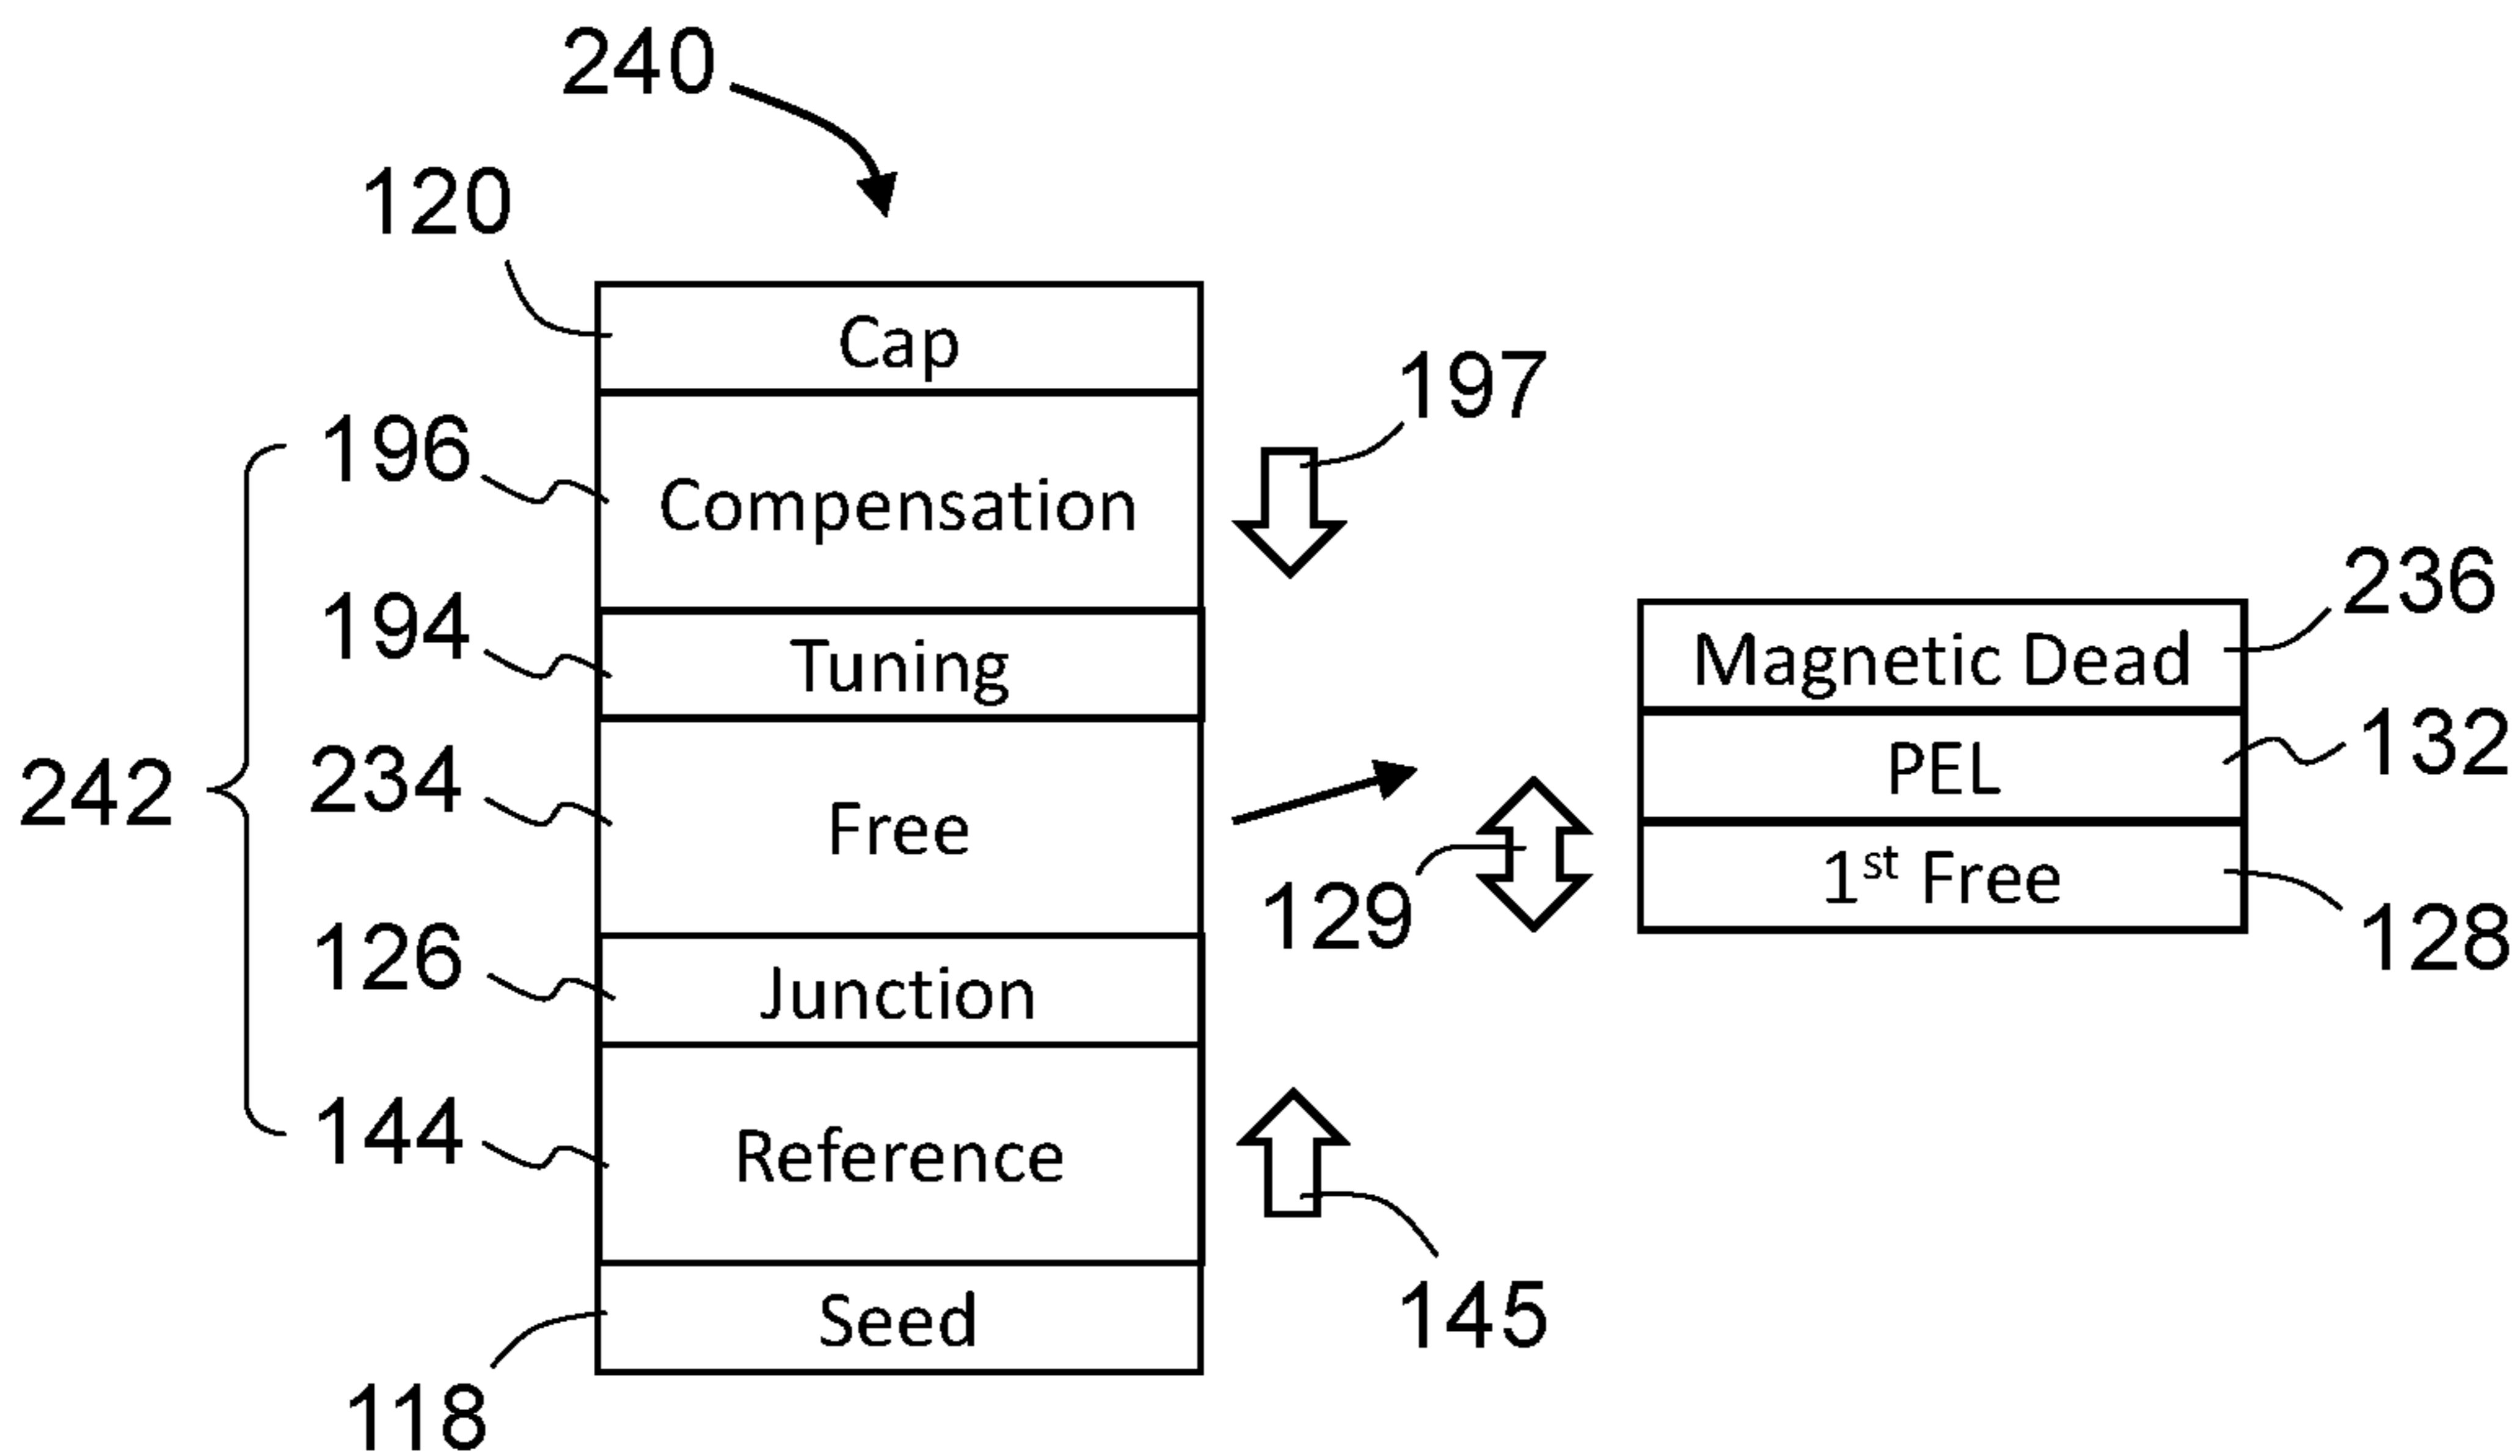 240
120
Cap
197
196
Compensation
236
194
Tuning
Magnetic Dead
132
242
234
Free
PEL
129
1st Free
128
126
Junction
144
Reference
145
Seed
118